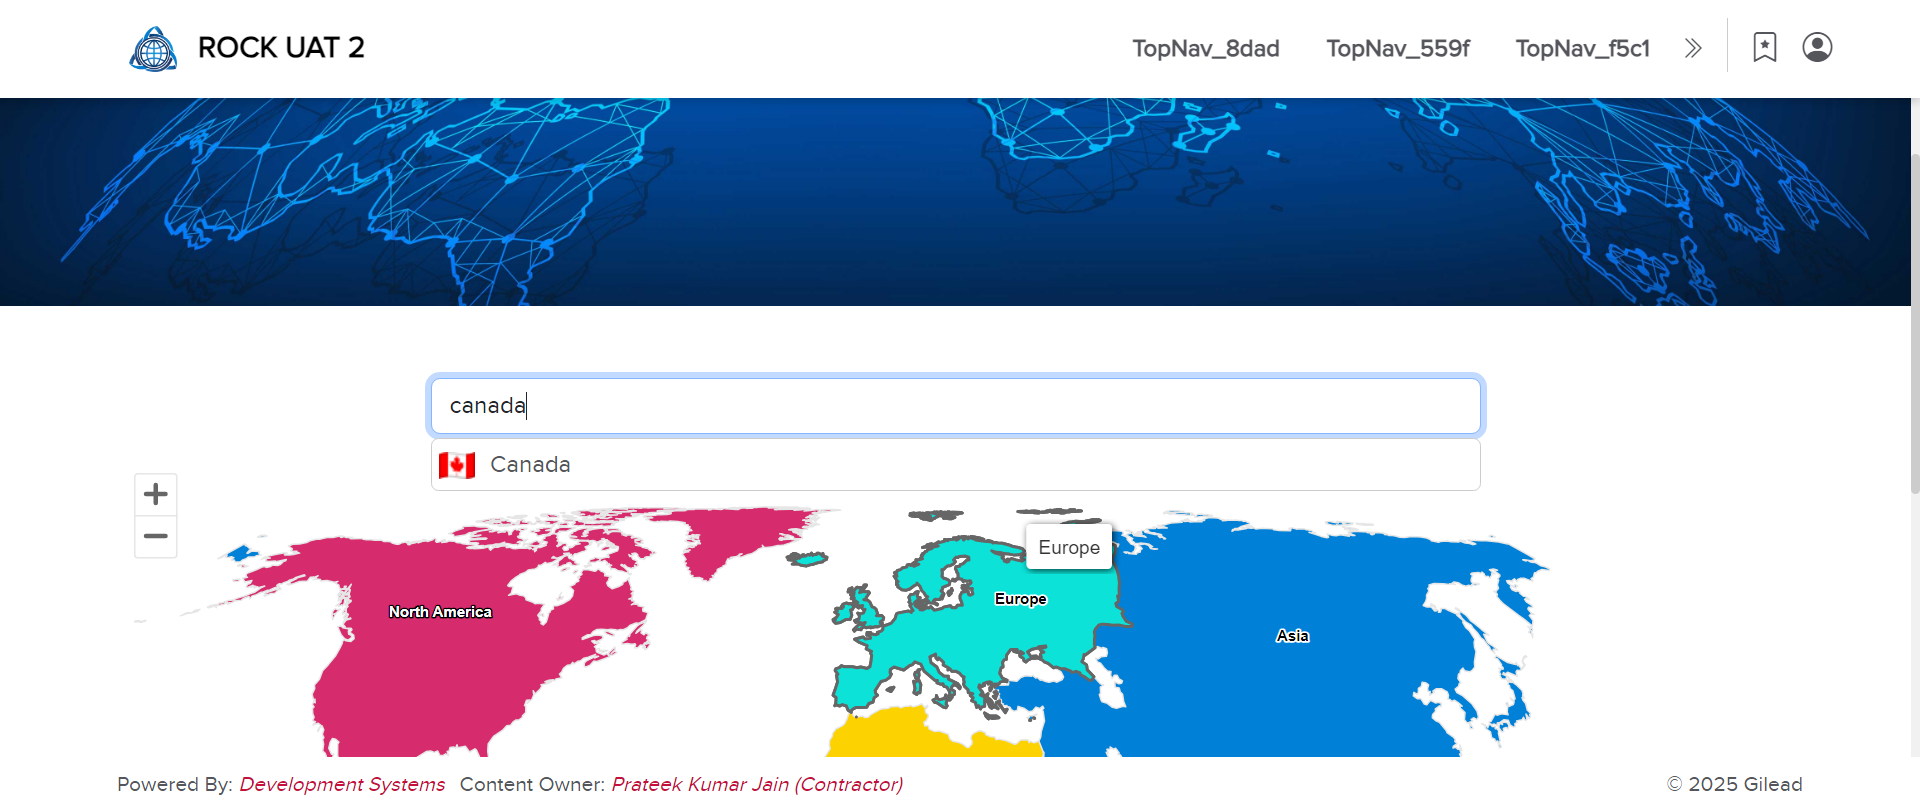 ROCK UAT 2
TopNav_8dad TopNav_559f TopNav_f5c1
canada
Canada
Europe
North America
Europe
Asia
Powered By: Development Systems Content Owner: Prateek Kumar Jain (Contractor)
© 2025 Gilead